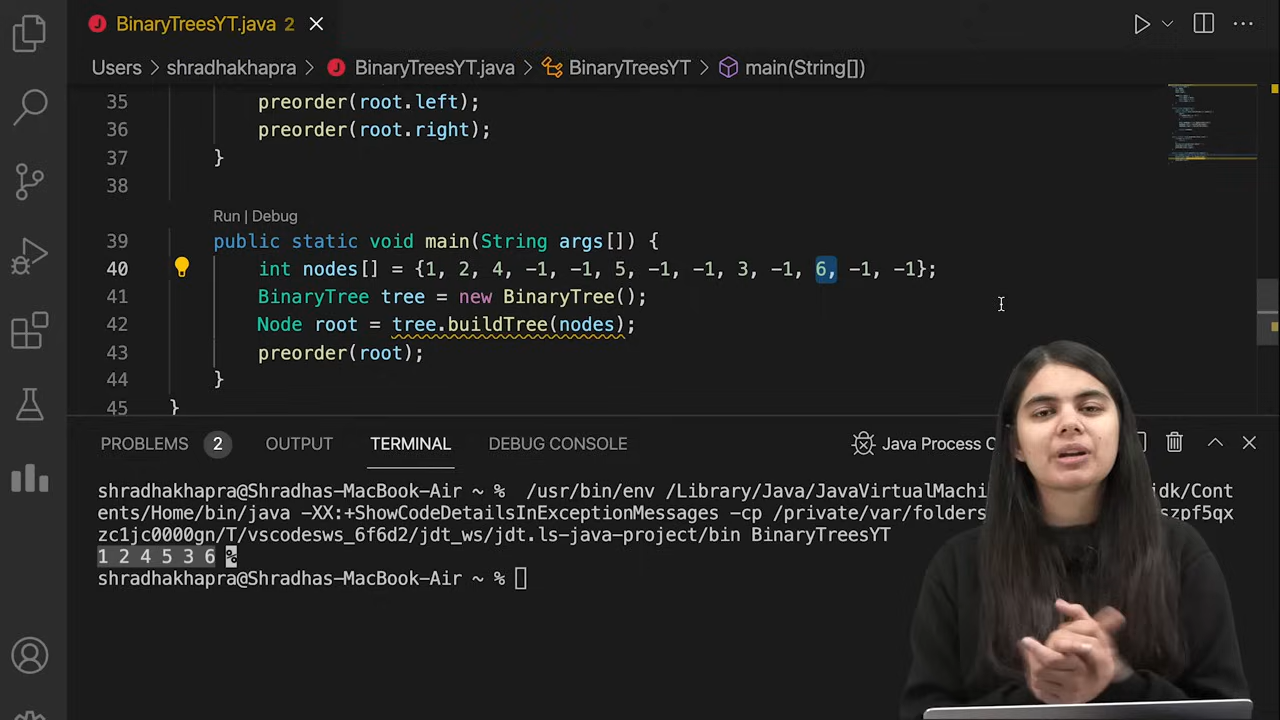 BinaryTreesYT.java 2
Users > shradhakhapra > BinaryTreesYT.java > BinaryTreesYT > main(String[])
35 preorder(root.left);
36 preorder(root.right);
37 }
38
Run | Debug
39 public static void main(String args[]) {
40 int nodes[] = {1, 2, 4, -1, -1, 5, -1, -1, 3, -1, 6, -1, -1};
41 BinaryTree tree = new BinaryTree();
42 Node root = tree.buildTree(nodes);
43 preorder(root);
44 }
45 }
PROBLEMS 2 OUTPUT TERMINAL DEBUG CONSOLE Java Process
shradhakhapra@Shradhas-MacBook-Air ~ % /usr/bin/env /Library/Java/JavaVirtualMachin dk/Cont
ents/Home/bin/java -XX:+ShowCodeDetailsInExceptionMessages -cp /private/var/folders szpf5qx
zc1jc0000gn/T/vscodesws_6f6d2/jdt_ws/jdt.ls-java-project/bin BinaryTreesYT
1 2 4 5 3 6 %
shradhakhapra@Shradhas-MacBook-Air ~ %